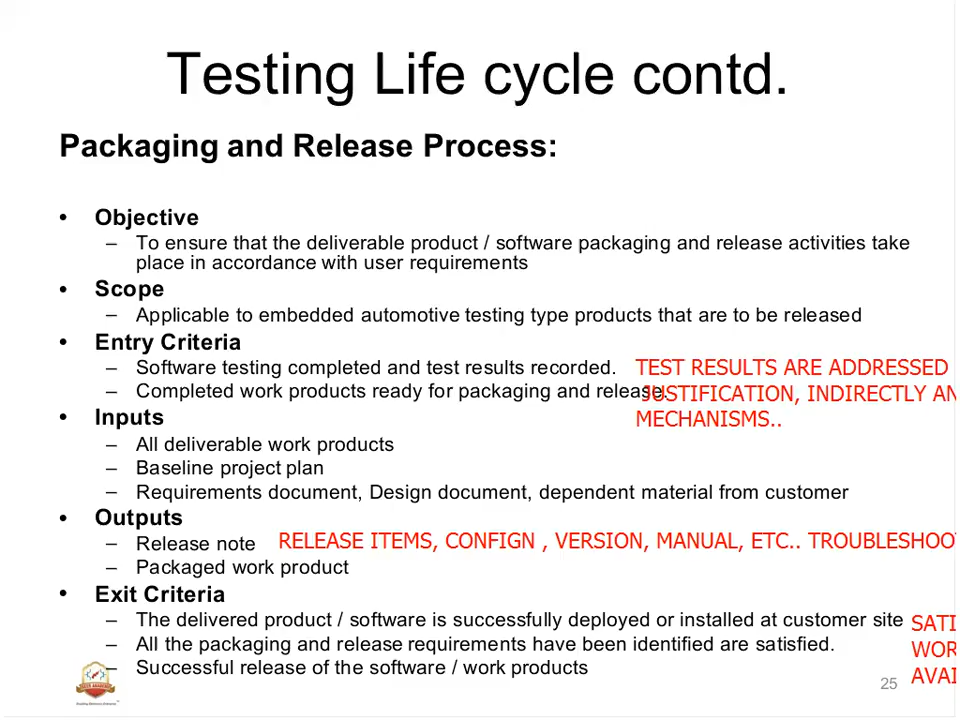 Testing Life cycle contd.
Packaging and Release Process:
• Objective
– To ensure that the deliverable product / software packaging and release activities take
place in accordance with user requirements
• Scope
– Applicable to embedded automotive testing type products that are to be released
• Entry Criteria
– Software testing completed and test results recorded.
TEST RESULTS ARE ADDRESSED
– Completed work products ready for packaging and release.
JUSTIFICATION, INDIRECTLY AN
MECHANISMS..
• Inputs
– All deliverable work products
– Baseline project plan
– Requirements document, Design document, dependent material from customer
• Outputs
– Release note
RELEASE ITEMS, CONFIGN , VERSION, MANUAL, ETC.. TROUBLESHOOT
– Packaged work product
• Exit Criteria
– The delivered product / software is successfully deployed or installed at customer site
SATI
– All the packaging and release requirements have been identified are satisfied.
WOR
– Successful release of the software / work products
AVAI
25